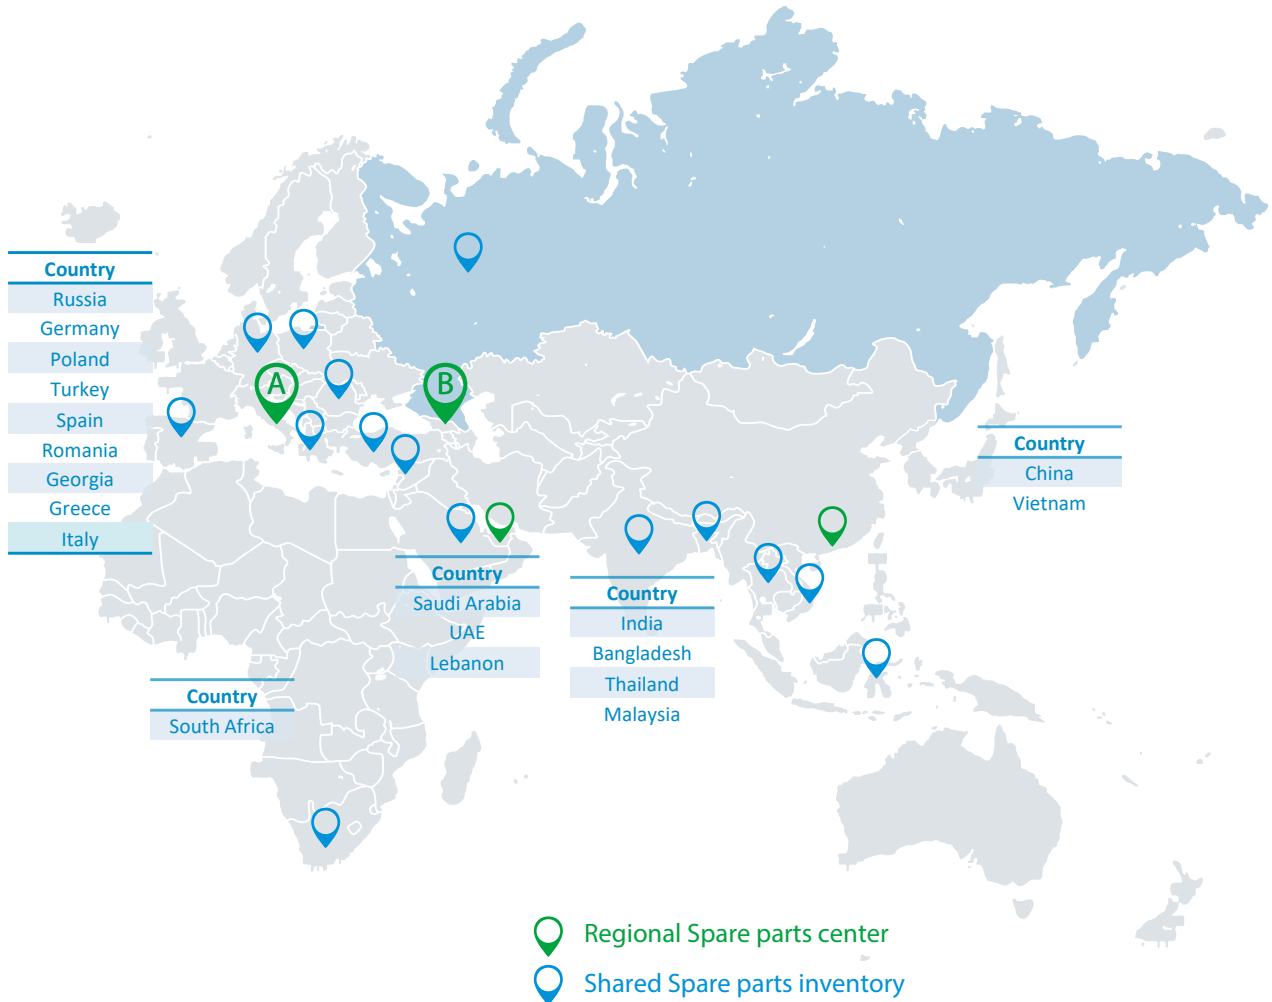 Country
Russia
Germany
Poland
Turkey
Spain
Romania
Georgia
Greece
Italy
A
B
Country
China
Vietnam
Country
Saudi Arabia
UAE
Lebanon
Country
India
Bangladesh
Thailand
Malaysia
Country
South Africa
Regional Spare parts center
Shared Spare parts inventory